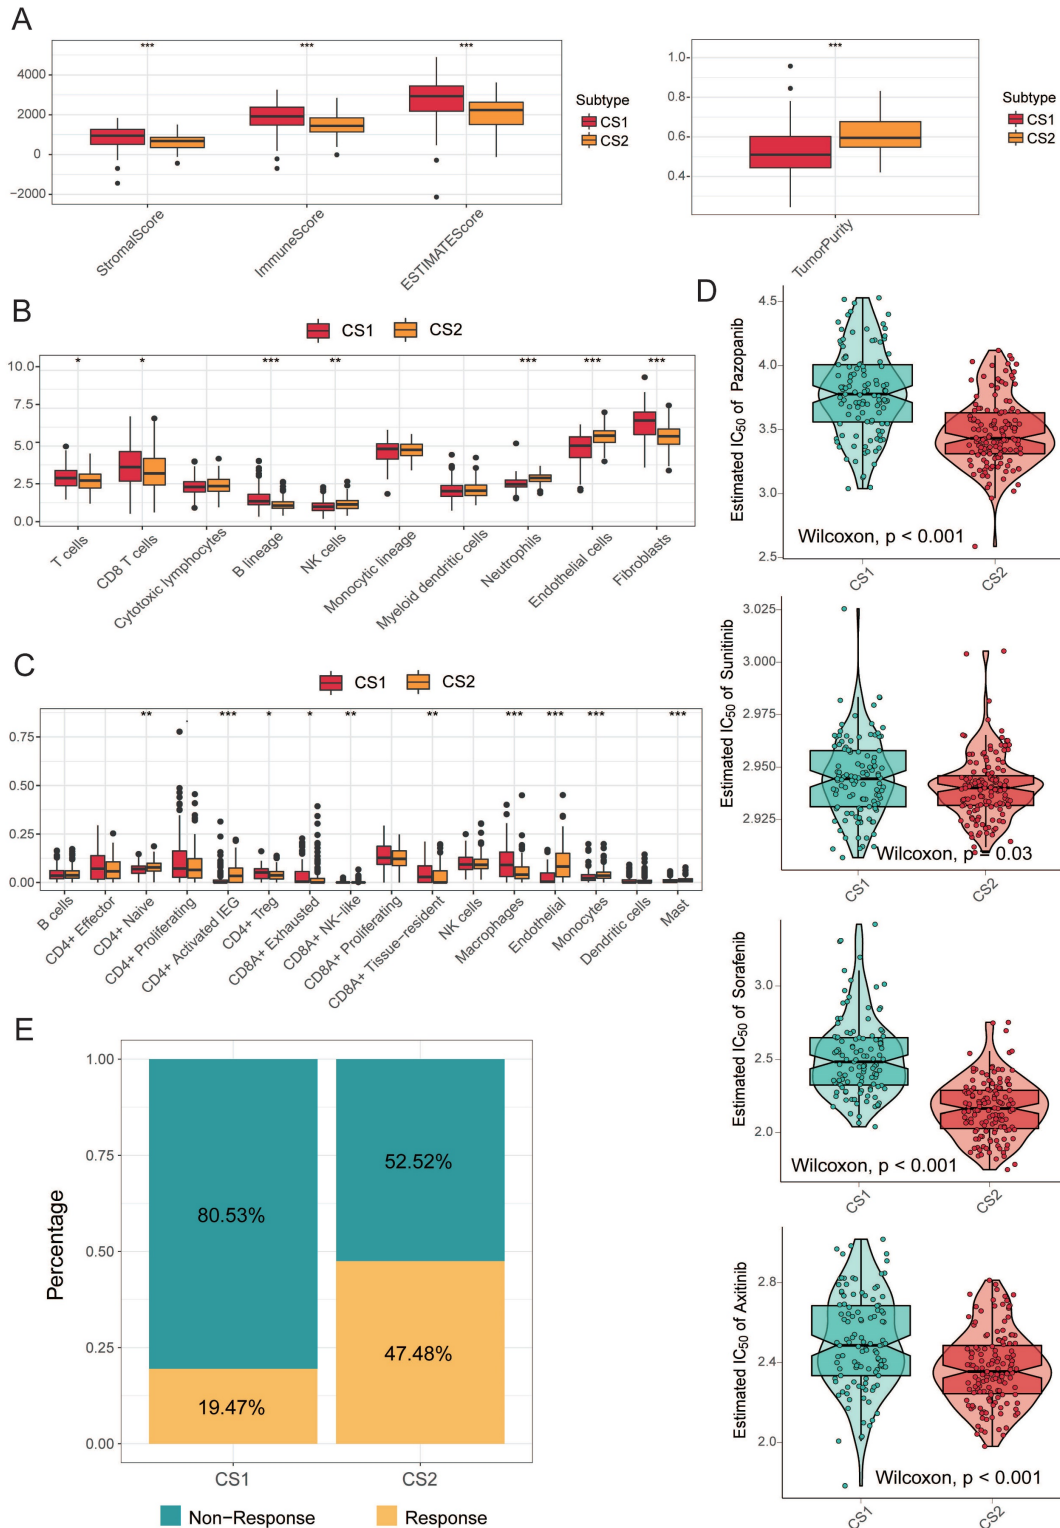 A
*** *** ***
4000
2000
0
−2000
StromalScore
ImmuneScore
ESTIMATEScore
Subtype
CS1
CS2
***
1.0
0.8
0.6
0.4
TumorPurity
Subtype
CS1
CS2
B
CS1 CS2
* * *** ** *** *** ***
10.0
7.5
5.0
2.5
0.0
T cells
CD8 T cells
Cytotoxic lymphocytes
B lineage
NK cells
Monocytic lineage
Myeloid dendritic cells
Neutrophils
Endothelial cells
Fibroblasts
C
CS1 CS2
** *** * * ** ** *** *** *** ***
0.75
0.50
0.25
0.00
B cells
CD4+ Effector
CD4+ Naive
CD4+ Proliferating
CD4+ Activated IEG
CD4+ Treg
CD8A+ Exhausted
CD8A+ NK−like
CD8A+ Proliferating
CD8A+ Tissue−resident
NK cells
Macrophages
Endothelial
Monocytes
Dendritic cells
Mast
D
Estimated IC50 of Pazopanib
4.5
4.0
3.5
3.0
2.5
Wilcoxon, p < 0.001
CS1
CS2
Estimated IC50 of Sunitinib
3.025
3.000
2.975
2.950
2.925
Wilcoxon, p = 0.03
CS1
CS2
Estimated IC50 of Sorafenib
3.0
2.5
2.0
Wilcoxon, p < 0.001
CS1
CS2
Estimated IC50 of Axitinib
2.8
2.4
2.0
Wilcoxon, p < 0.001
CS1
CS2
E
Percentage
1.00
0.75
0.50
0.25
0.00
80.53%
19.47%
52.52%
47.48%
CS1
CS2
Non−Response Response